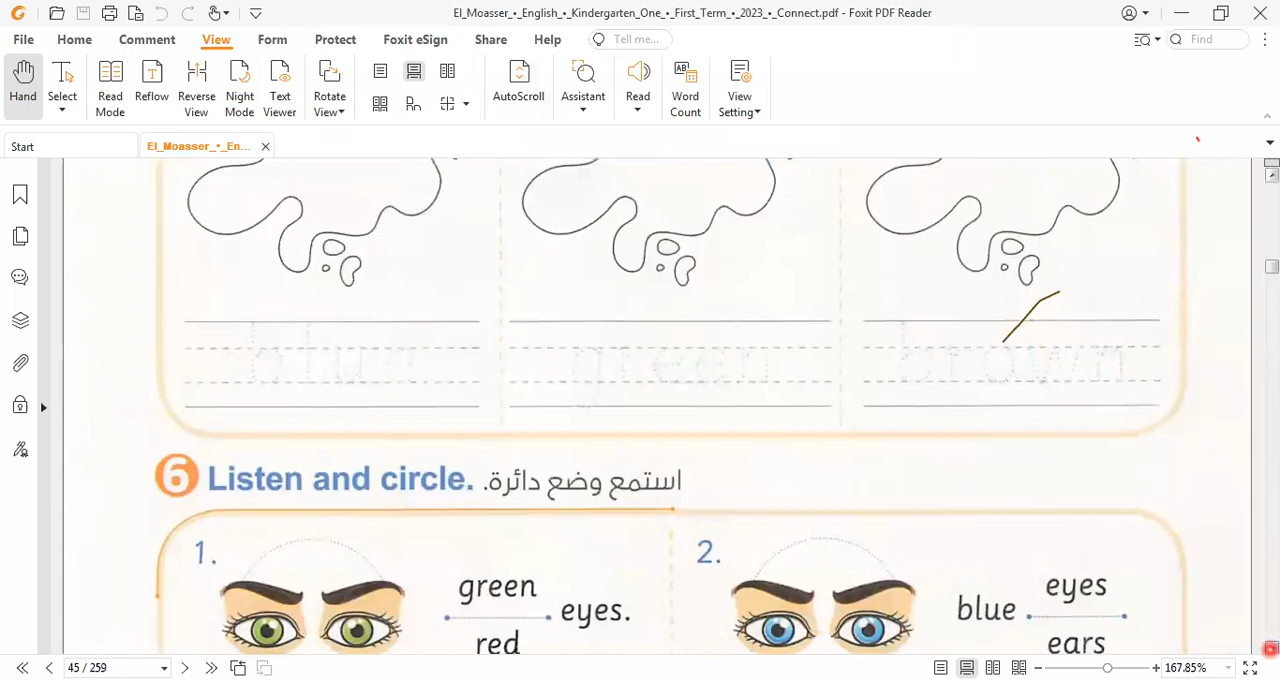 El_Moasser_•_English_•_Kindergarten_One_•_First_Term_•_2023_•_Connect.pdf - Foxit PDF Reader
File Home Comment View Form Protect Foxit eSign Share Help Tell me... Find
Hand Select Read Mode Reflow Reverse View Night Mode Text Viewer Rotate View AutoScroll Assistant Read Word Count View Setting
Start El_Moasser_•_En...
blue green brown
6 Listen and circle. استمع وضع دائرة.
1. green eyes. red
2. blue eyes ears
45 / 259 167.85%